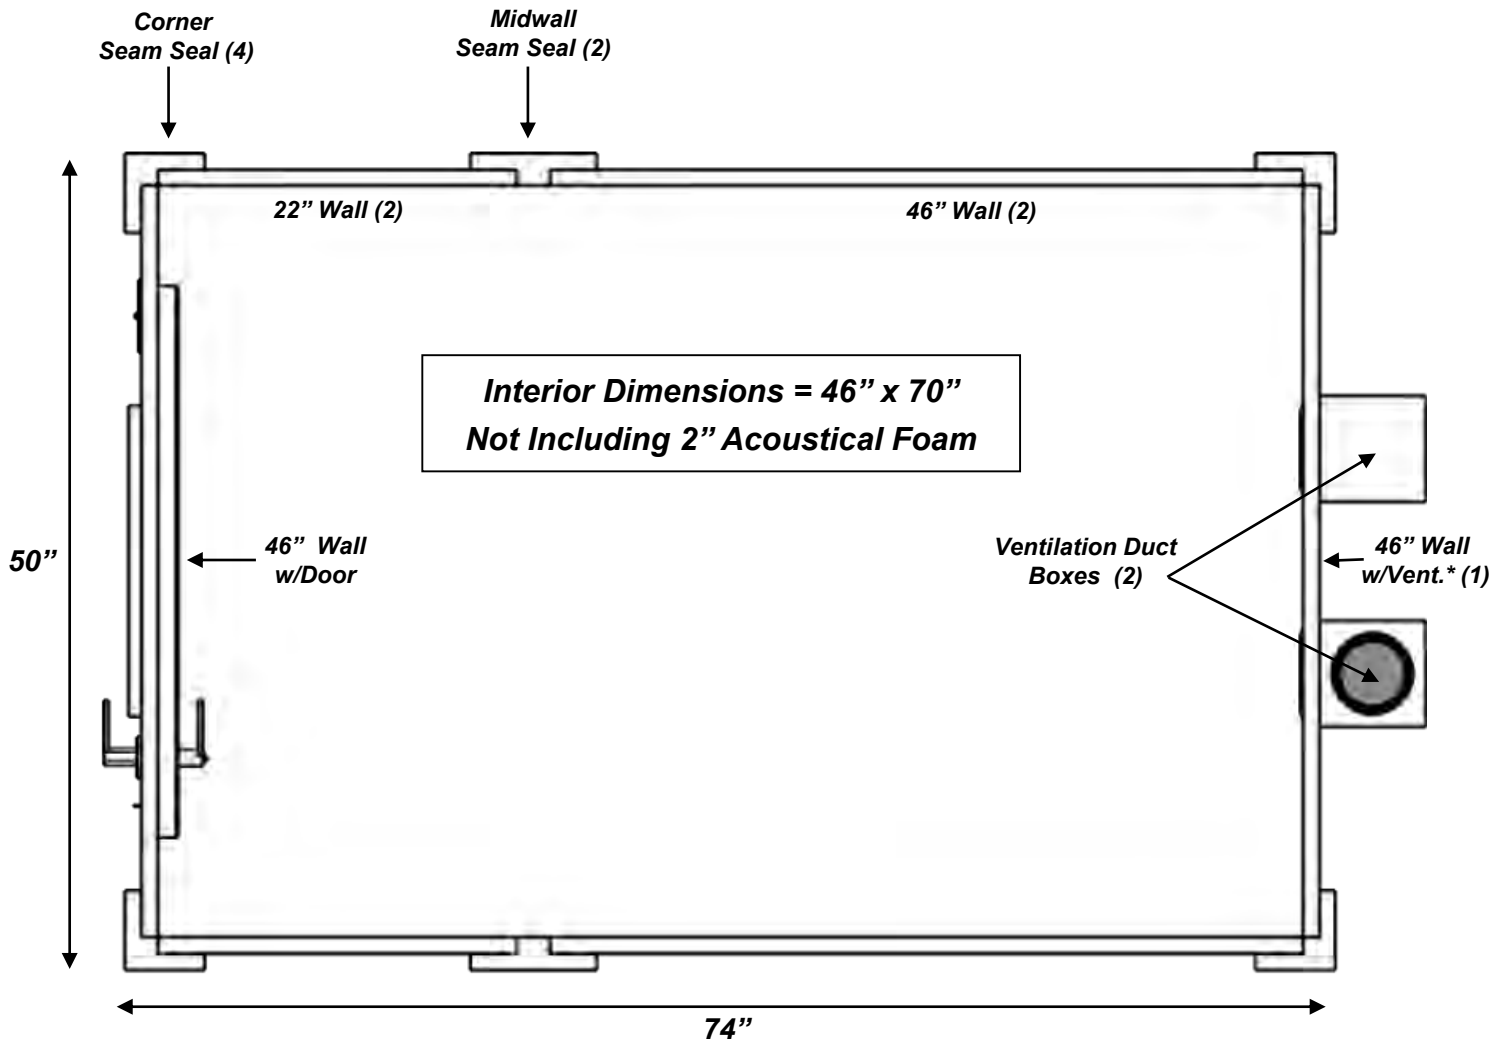 Corner
Seam Seal (4)
Midwall
Seam Seal (2)
22” Wall (2)
46” Wall (2)
Interior Dimensions = 46” x 70”
Not Including 2” Acoustical Foam
50”
46” Wall
w/Door
Ventilation Duct
Boxes (2)
46” Wall
w/Vent.* (1)
74”